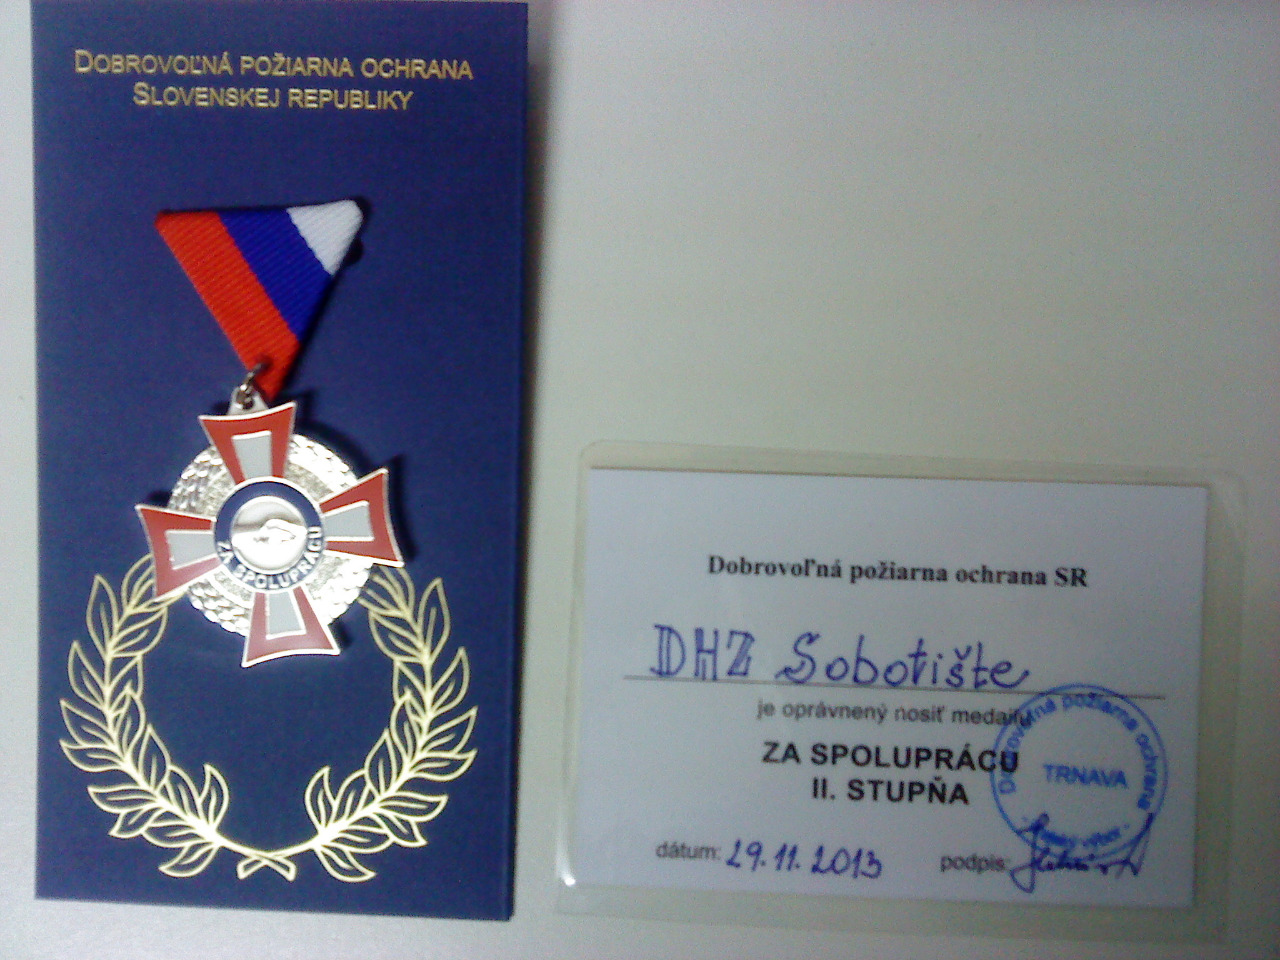 DOBROVOĽNÁ POŽIARNA OCHRANA
SLOVENSKEJ REPUBLIKY
ZA SPOLUPRÁCU
Dobrovoľná požiarna ochrana SR
DHZ Sobotište
je oprávnený nosiť medailu
ZA SPOLUPRÁCU
II. STUPŇA
dátum: 29.11.2013
podpis:
Dobrovoľná požiarna ochrana
TRNAVA
výbor